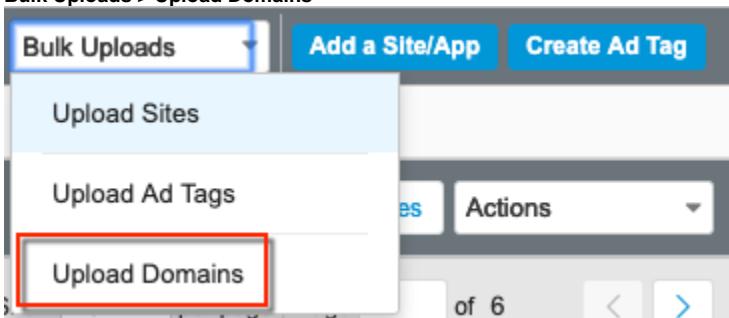 Bulk Uploads > Upload Domains
Bulk Uploads Add a Site/App Create Ad Tag
Upload Sites
Upload Ad Tags
es Actions
Upload Domains
of 6